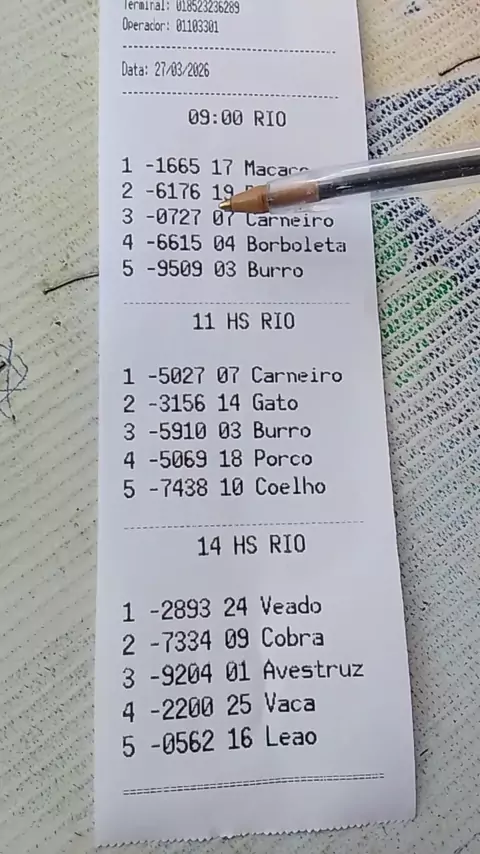 Terminal: 018523236289
Operador: 01103301
Data: 27/03/2026
09:00 RIO
1 -1665 17 Macaco
2 -6176 19
3 -0727 07 Carneiro
4 -6615 04 Borboleta
5 -9509 03 Burro
11 HS RIO
1 -5027 07 Carneiro
2 -3156 14 Gato
3 -5910 03 Burro
4 -5069 18 Porco
5 -7438 10 Coelho
14 HS RIO
1 -2893 24 Veado
2 -7334 09 Cobra
3 -9204 01 Avestruz
4 -2200 25 Vaca
5 -0562 16 Leao